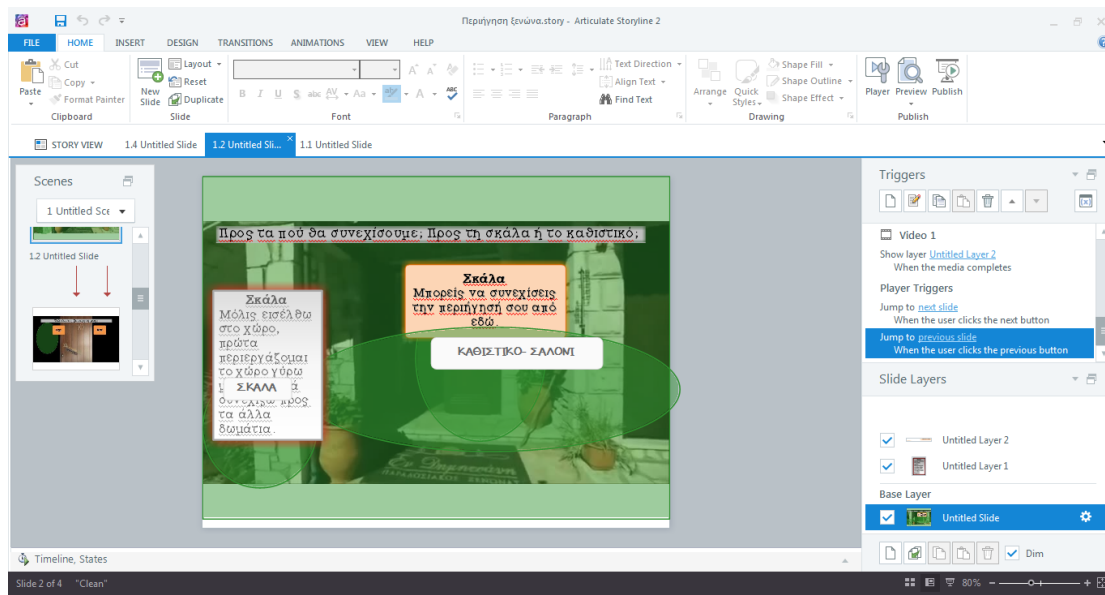 Περιήγηση ξενώνα.story - Articulate Storyline 2
FILE HOME INSERT DESIGN TRANSITIONS ANIMATIONS VIEW HELP
Paste
Cut
Copy
Format Painter
Clipboard
New Slide
Layout
Reset
Duplicate
Slide
B I U S abc AV Aa A
Font
Text Direction
Align Text
Find Text
Paragraph
Arrange
Quick Styles
Shape Fill
Shape Outline
Shape Effect
Drawing
Player Preview Publish
Publish
STORY VIEW 1.4 Untitled Slide 1.2 Untitled Sli... 1.1 Untitled Slide
Scenes
1 Untitled Sce
1.2 Untitled Slide
Προς τα πού θα συνεχίσουμε; Προς τη σκάλα ή το καθιστικό;
Σκάλα
Μπορείς να συνεχίσεις
την περιήγησή σου από
εδώ.
ΚΑΘΙΣΤΙΚΟ- ΣΑΛΟΝΙ
Σκάλα
Μόλις εισέλθω
στο χώρο,
πρώτα
περιεργάζομαι
το χώρο γύρω
ΣΚΑΛΑ
συνεχίζω προς
τα άλλα
δωμάτια.
Triggers
Video 1
Show layer Untitled Layer 2
When the media completes
Player Triggers
Jump to next slide
When the user clicks the next button
Jump to previous slide
When the user clicks the previous button
Slide Layers
Untitled Layer 2
Untitled Layer 1
Base Layer
Untitled Slide
Dim
Timeline, States
Slide 2 of 4 "Clean" 80%